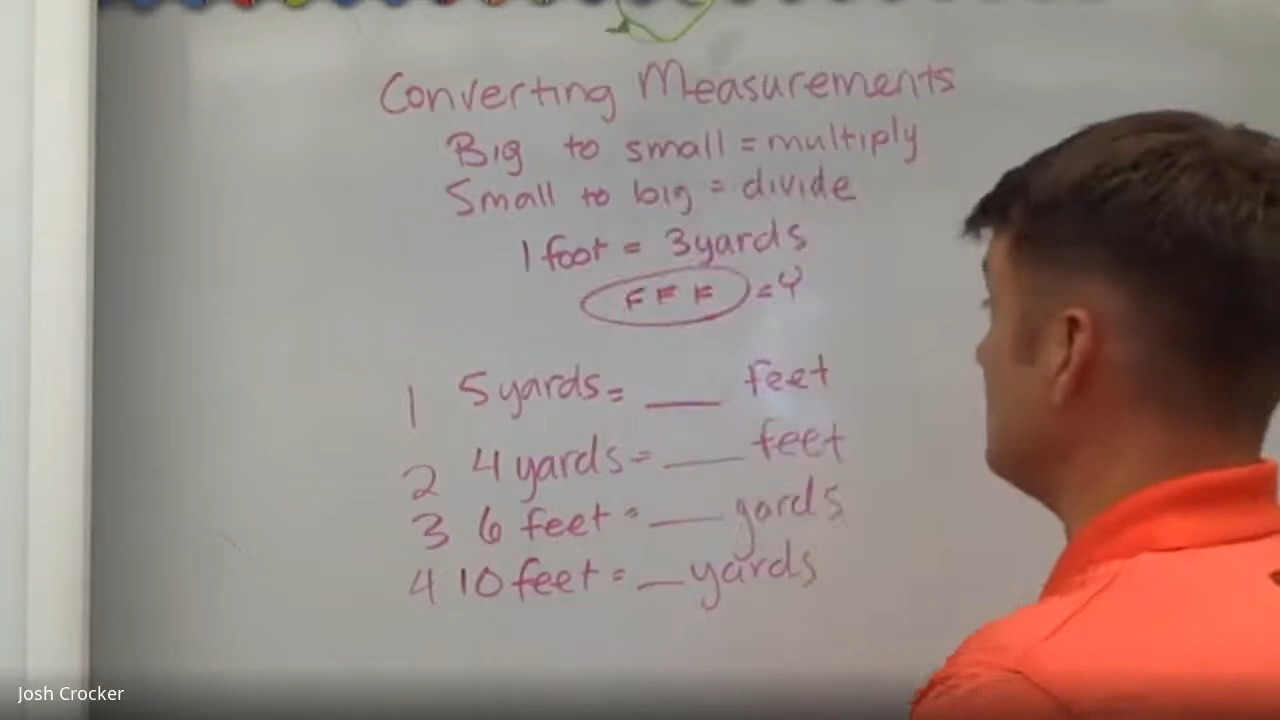 Converting Measurements
Big to small = multiply
Small to big = divide
1 foot = 3 yards
F F F = Y
1 5 yards = ___ feet
2 4 yards = ___ feet
3 6 feet = ___ yards
4 10 feet = __ yards
Josh Crocker